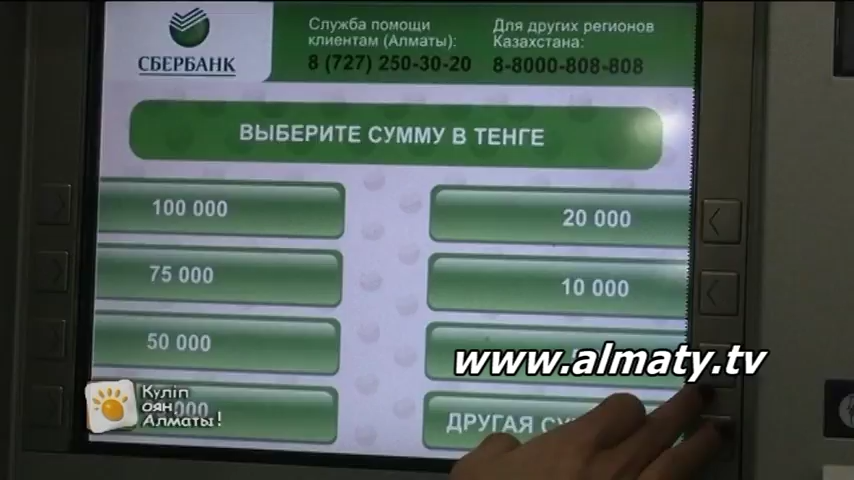 СБЕРБАНК
Служба помощи
клиентам (Алматы):
8 (727) 250-30-20
Для других регионов
Казахстана:
8-8000-808-808
ВЫБЕРИТЕ СУММУ В ТЕНГЕ
100 000
20 000
75 000
10 000
50 000
www.almaty.tv
ДРУГАЯ
Күліп
оян,
Алматы!